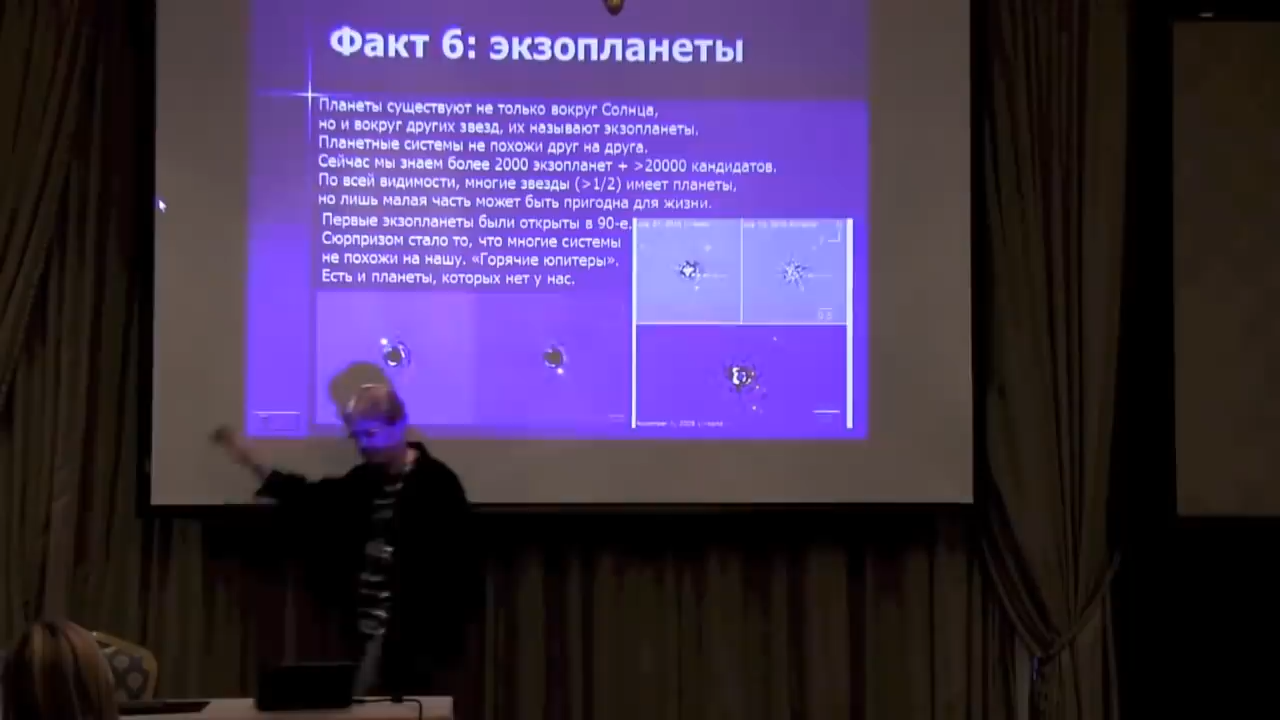 Факт 6: экзопланеты
Планеты существуют не только вокруг Солнца,
но и вокруг других звезд, их называют экзопланеты.
Планетные системы не похожи друг на друга.
Сейчас мы знаем более 2000 экзопланет + >20000 кандидатов.
По всей видимости, многие звезды (>1/2) имеет планеты,
но лишь малая часть может быть пригодна для жизни.
Первые экзопланеты были открыты в 90-е.
Сюрпризом стало то, что многие системы
не похожи на нашу. «Горячие юпитеры».
Есть и планеты, которых нет у нас.